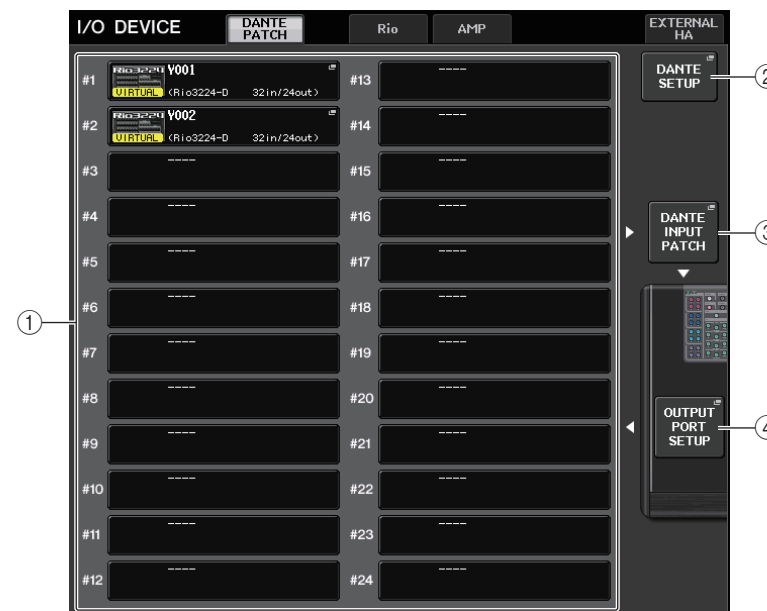 I/O DEVICE
DANTE PATCH
Rio
AMP
EXTERNAL HA
#1
Rio3224
VIRTUAL
Y001
(Rio3224-D 32in/24out)
#2
Rio3224
VIRTUAL
Y002
(Rio3224-D 32in/24out)
#3 ----
#4 ----
#5 ----
#6 ----
#7 ----
#8 ----
#9 ----
#10 ----
#11 ----
#12 ----
#13 ----
#14 ----
#15 ----
#16 ----
#17 ----
#18 ----
#19 ----
#20 ----
#21 ----
#22 ----
#23 ----
#24 ----
DANTE SETUP
DANTE INPUT PATCH
OUTPUT PORT SETUP
①
②
③
④